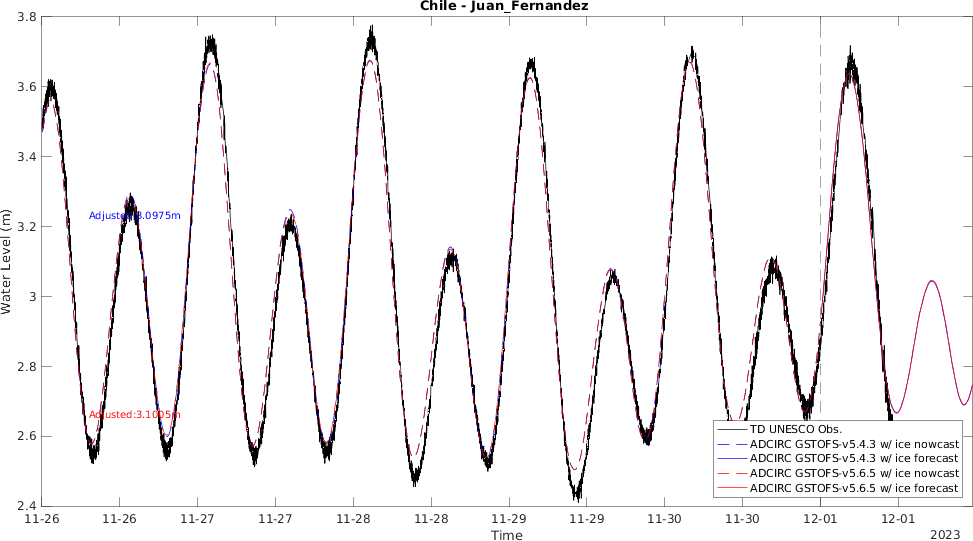 Chile - Juan_Fernandez
3.8
3.6
3.4
3.2
3
2.8
2.6
2.4
Water Level (m)
Adjusted:3.0975m
Adjusted:3.1005m
TD UNESCO Obs.
ADCIRC GSTOFS-v5.4.3 w/ ice nowcast
ADCIRC GSTOFS-v5.4.3 w/ ice forecast
ADCIRC GSTOFS-v5.6.5 w/ ice nowcast
ADCIRC GSTOFS-v5.6.5 w/ ice forecast
11-26 11-26 11-27 11-27 11-28 11-28 11-29 11-29 11-30 11-30 12-01 12-01
Time
2023